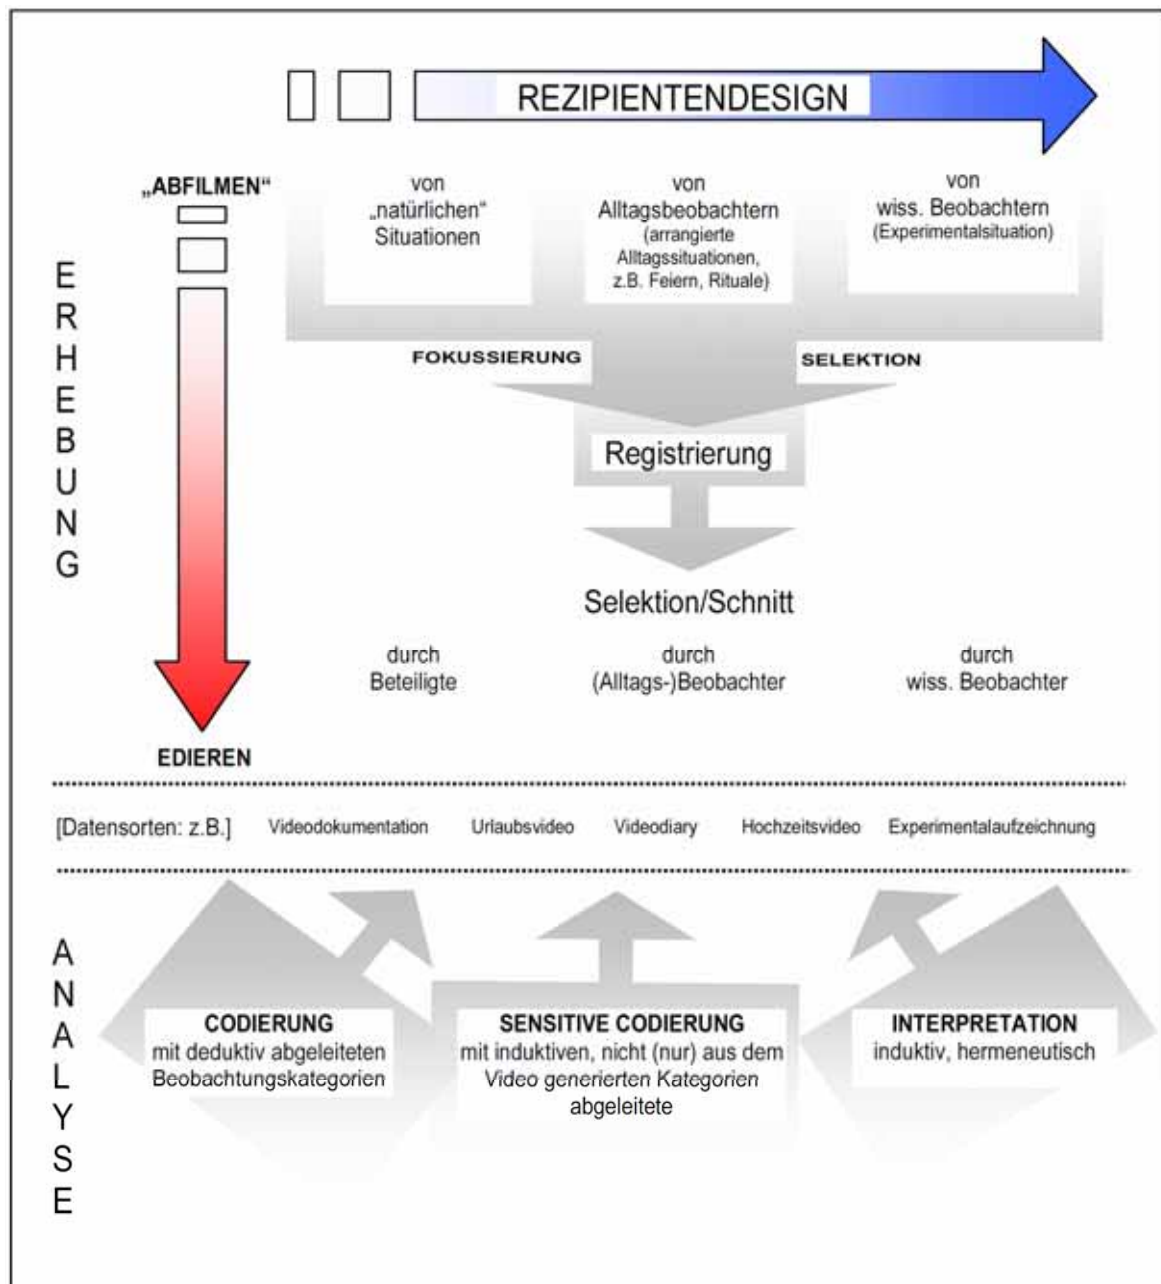 REZIPIENTENDESIGN
„ABFILMEN“
von
„natürlichen“
Situationen
von
Alltagsbeobachtern
(arrangierte
Alltagssituationen,
z.B. Feiern, Rituale)
von
wiss. Beobachtern
(Experimentalsituation)
ERHEBUNG
FOKUSSIERUNG
SELEKTION
Registrierung
Selektion/Schnitt
durch
Beteiligte
durch
(Alltags-)Beobachter
durch
wiss. Beobachter
EDIEREN
[Datensorten: z.B.] Videodokumentation Urlaubsvideo Videodiary Hochzeitsvideo Experimentalaufzeichnung
ANALYSE
CODIERUNG
mit deduktiv abgeleiteten
Beobachtungskategorien
SENSITIVE CODIERUNG
mit induktiven, nicht (nur) aus dem
Video generierten Kategorien
abgeleitete
INTERPRETATION
induktiv, hermeneutisch